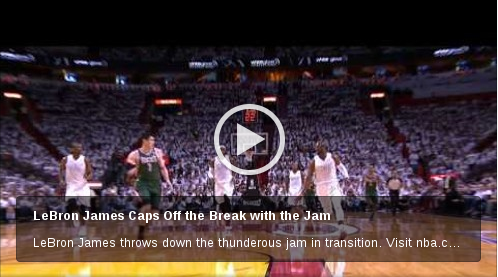 22
LeBron James Caps Off the Break with the Jam
LeBron James throws down the thunderous jam in transition. Visit nba.c...